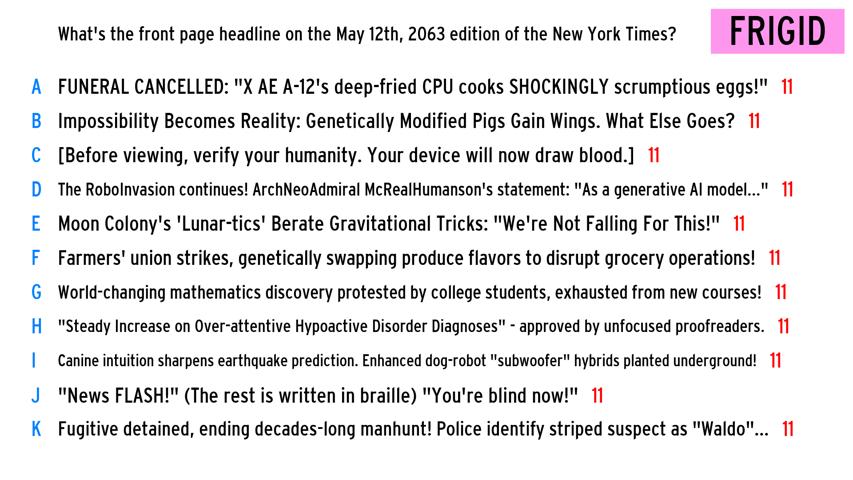 What's the front page headline on the May 12th, 2063 edition of the New York Times?
FRIGID
A FUNERAL CANCELLED: "X AE A-12's deep-fried CPU cooks SHOCKINGLY scrumptious eggs!" 11
B Impossibility Becomes Reality: Genetically Modified Pigs Gain Wings. What Else Goes? 11
C [Before viewing, verify your humanity. Your device will now draw blood.] 11
D The RoboInvasion continues! ArchNeoAdmiral McRealHumanson's statement: "As a generative AI model..." 11
E Moon Colony's 'Lunar-tics' Berate Gravitational Tricks: "We're Not Falling For This!" 11
F Farmers' union strikes, genetically swapping produce flavors to disrupt grocery operations! 11
G World-changing mathematics discovery protested by college students, exhausted from new courses! 11
H "Steady Increase on Over-attentive Hypoactive Disorder Diagnoses" - approved by unfocused proofreaders. 11
I Canine intuition sharpens earthquake prediction. Enhanced dog-robot "subwoofer" hybrids planted underground! 11
J "News FLASH!" (The rest is written in braille) "You're blind now!" 11
K Fugitive detained, ending decades-long manhunt! Police identify striped suspect as "Waldo"... 11